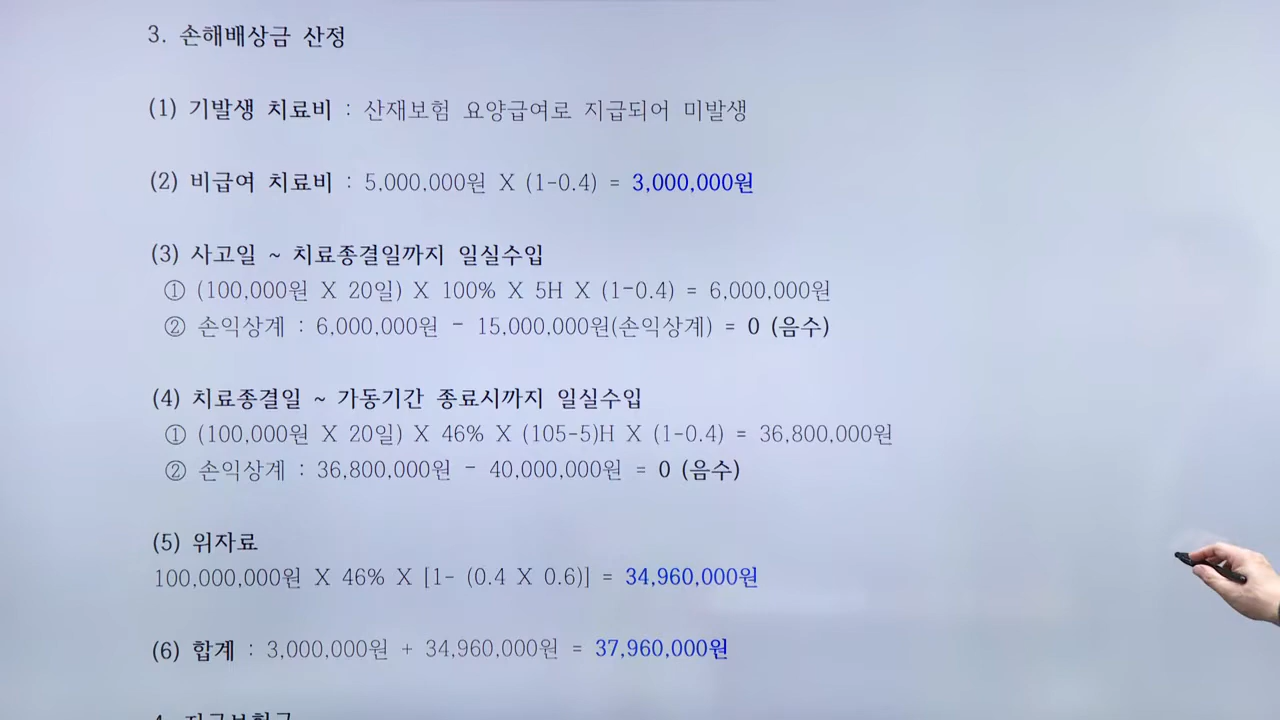 3. 손해배상금 산정
(1) 기발생 치료비 : 산재보험 요양급여로 지급되어 미발생
(2) 비급여 치료비 : 5,000,000원 X (1-0.4) = 3,000,000원
(3) 사고일 ~ 치료종결일까지 일실수입
① (100,000원 X 20일) X 100% X 5H X (1-0.4) = 6,000,000원
② 손익상계 : 6,000,000원 - 15,000,000원(손익상계) = 0 (음수)
(4) 치료종결일 ~ 가동기간 종료시까지 일실수입
① (100,000원 X 20일) X 46% X (105-5)H X (1-0.4) = 36,800,000원
② 손익상계 : 36,800,000원 - 40,000,000원 = 0 (음수)
(5) 위자료
100,000,000원 X 46% X [1- (0.4 X 0.6)] = 34,960,000원
(6) 합계 : 3,000,000원 + 34,960,000원 = 37,960,000원